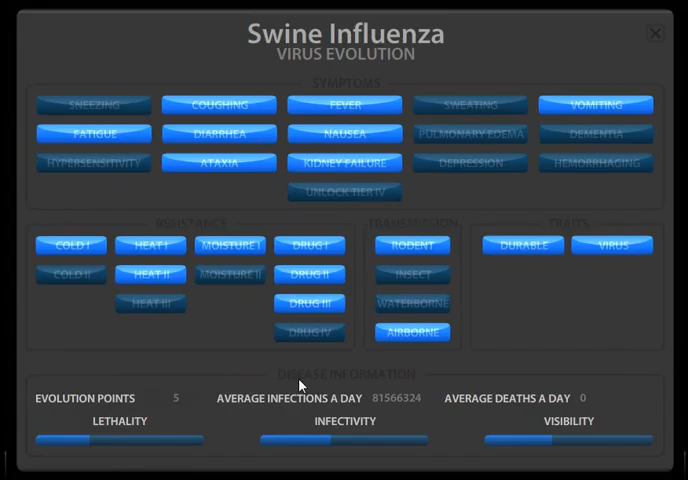 Swine Influenza
VIRUS EVOLUTION
SYMPTOMS
SNEEZING COUGHING FEVER SWEATING VOMITING
FATIGUE DIARRHEA NAUSEA PULMONARY EDEMA DEMENTIA
HYPERSENSITIVITY ATAXIA KIDNEY FAILURE DEPRESSION HEMORRHAGING
UNLOCK TIER IV
RESISTANCE TRANSMISSION TRAITS
COLD I HEAT I MOISTURE I DRUG I RODENT DURABLE VIRUS
COLD II HEAT II MOISTURE II DRUG II INSECT
HEAT III DRUG III WATERBORNE
DRUG IV AIRBORNE
DISEASE INFORMATION
EVOLUTION POINTS 5 AVERAGE INFECTIONS A DAY 81566324 AVERAGE DEATHS A DAY 0
LETHALITY INFECTIVITY VISIBILITY